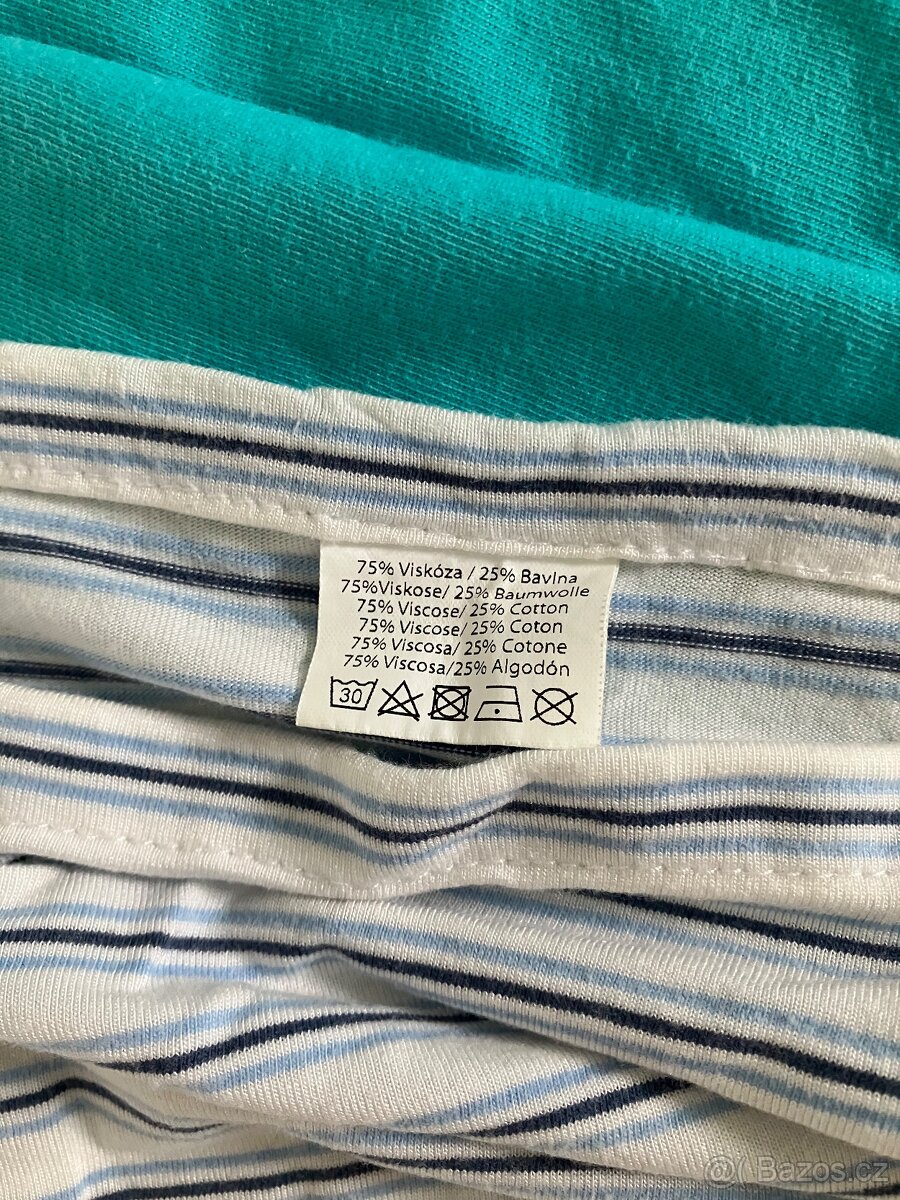 75% Viskóza / 25% Bavlna
75%Viskose/ 25% Baumwolle
75% Viscose/ 25% Cotton
75% Viscose/ 25% Coton
75% Viscosa/ 25% Cotone
75% Viscosa/25% Algodón
30
Bazos.cz